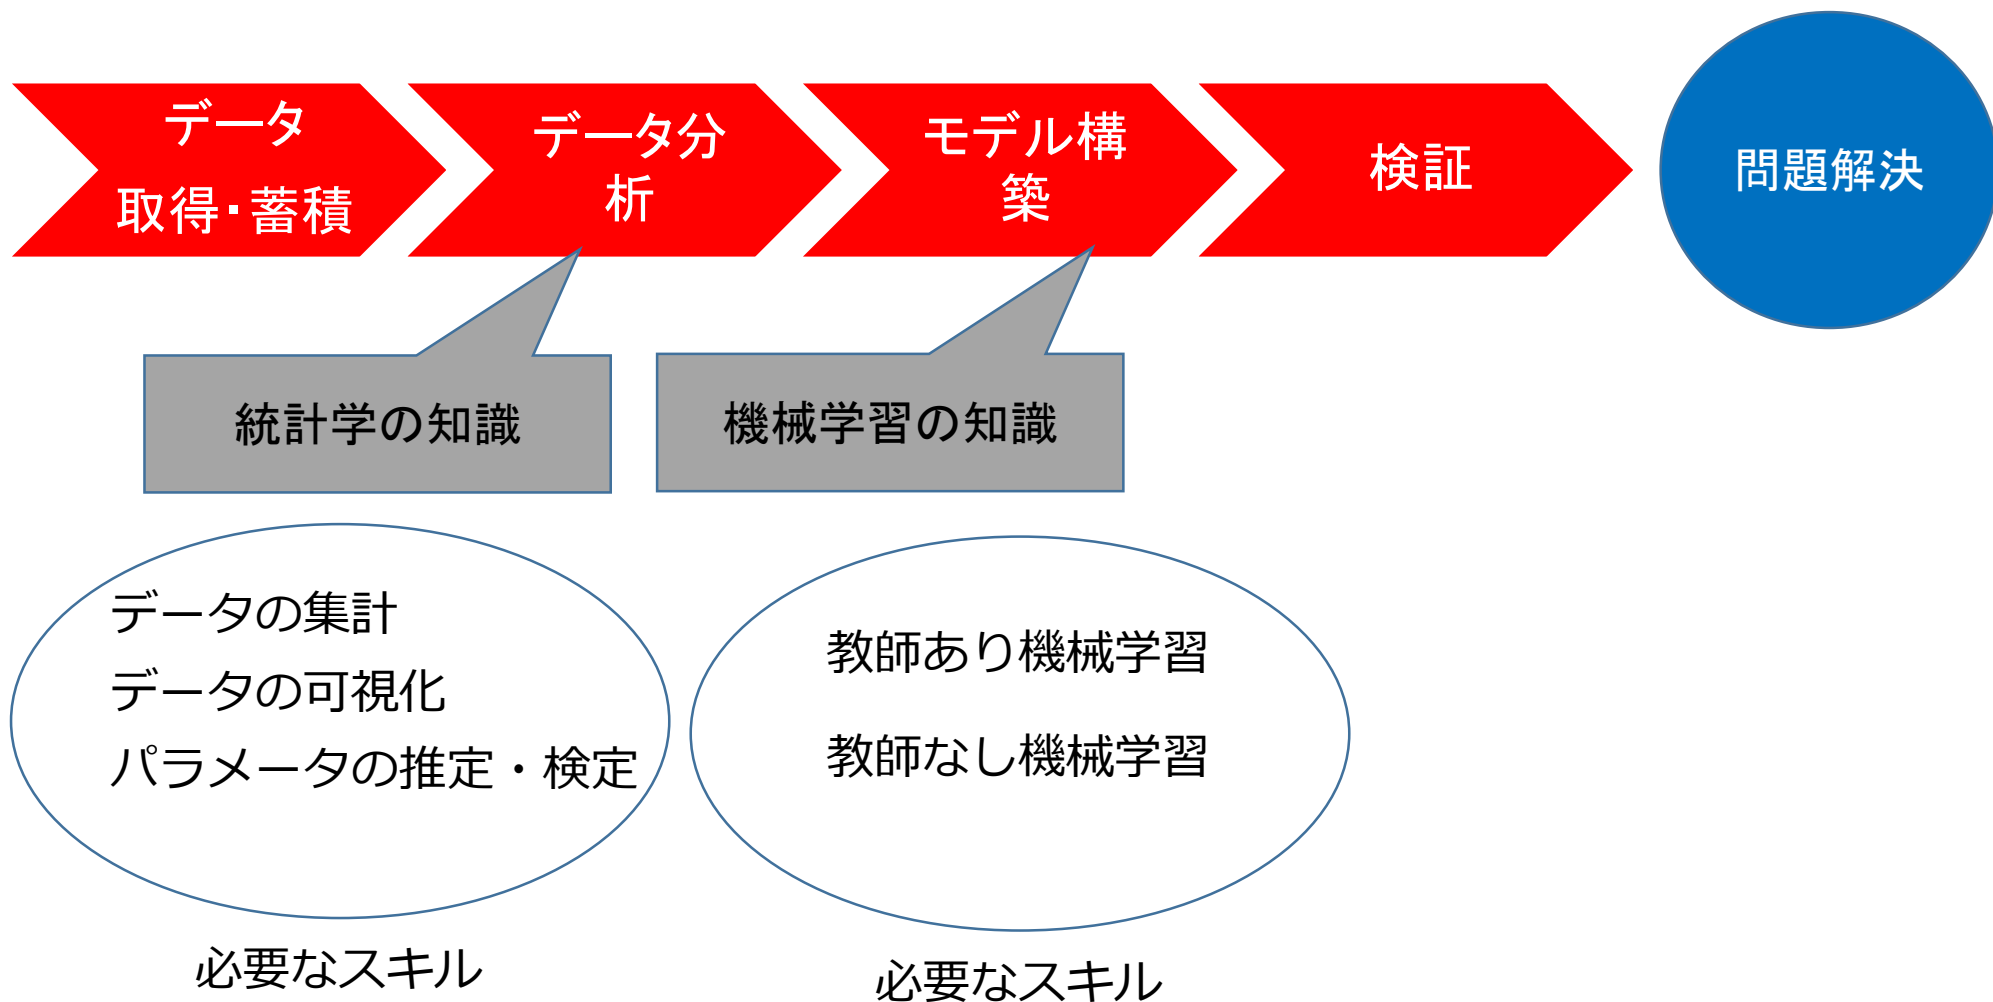 データ
取得・蓄積
データ分
析
モデル構
築
検証
問題解決
統計学の知識
機械学習の知識
データの集計
データの可視化
パラメータの推定・検定
教師あり機械学習
教師なし機械学習
必要なスキル
必要なスキル